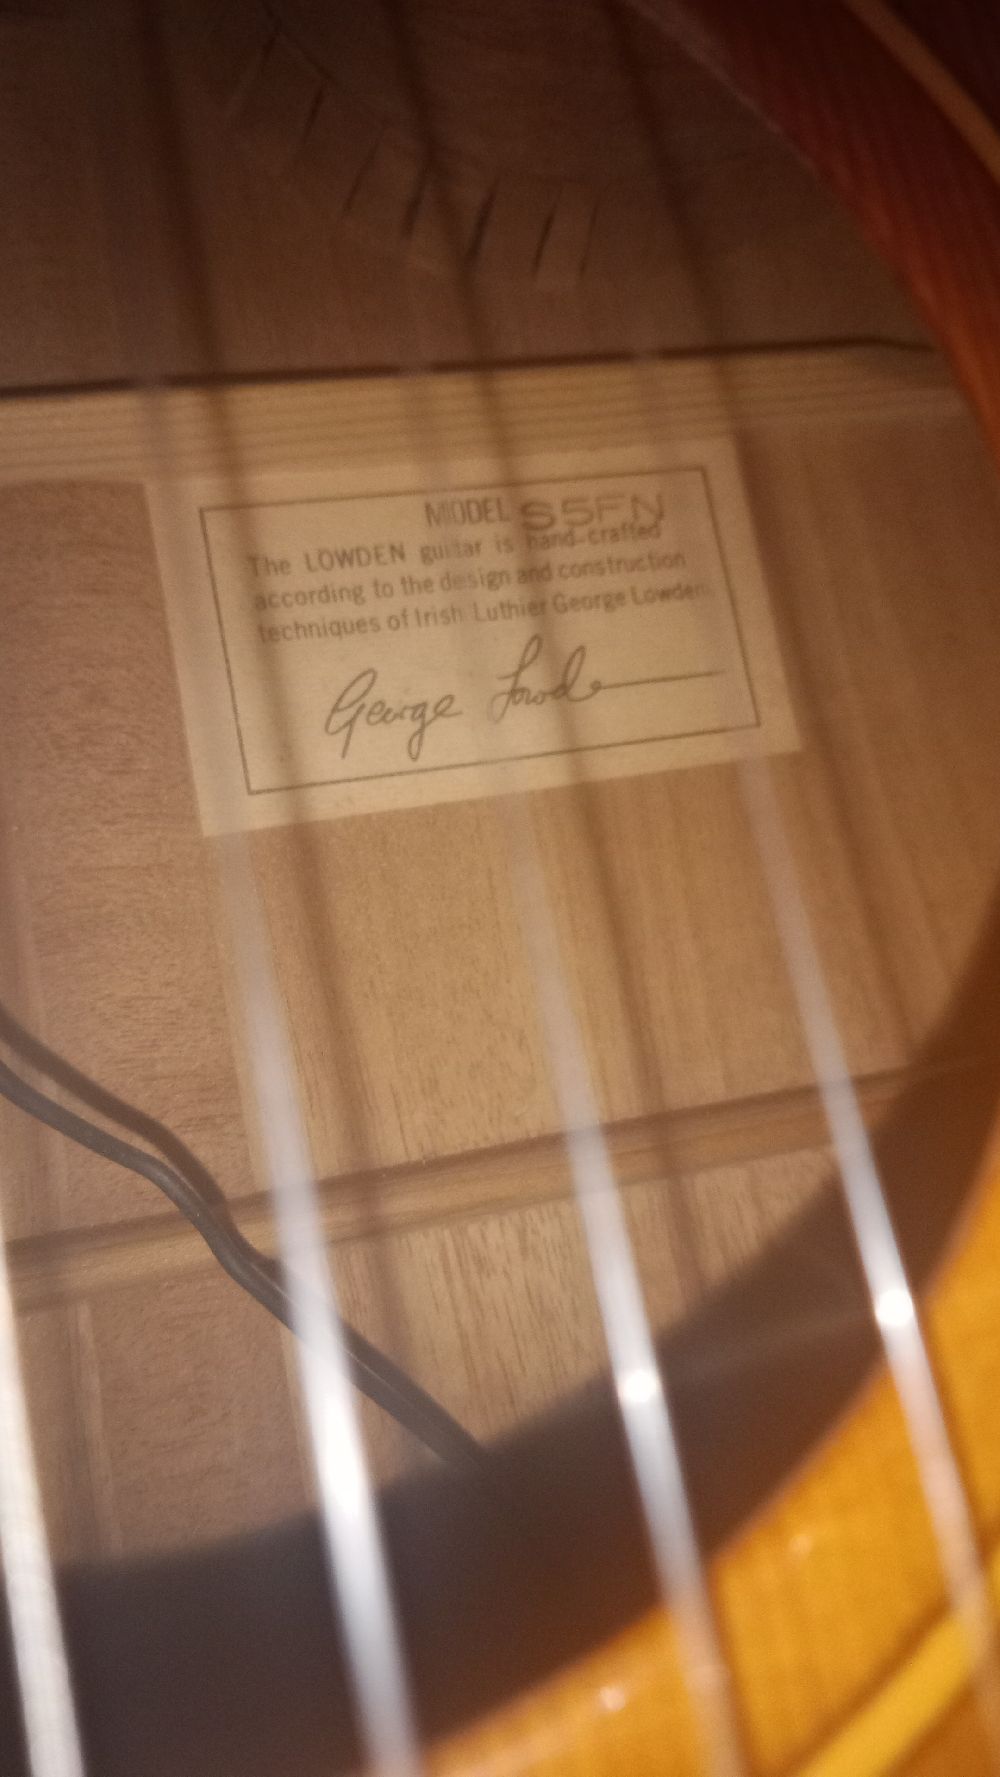 MODEL S5FN
The LOWDEN guitar is hand-crafted
according to the design and construction
techniques of Irish Luthier George Lowden.
George Lowden